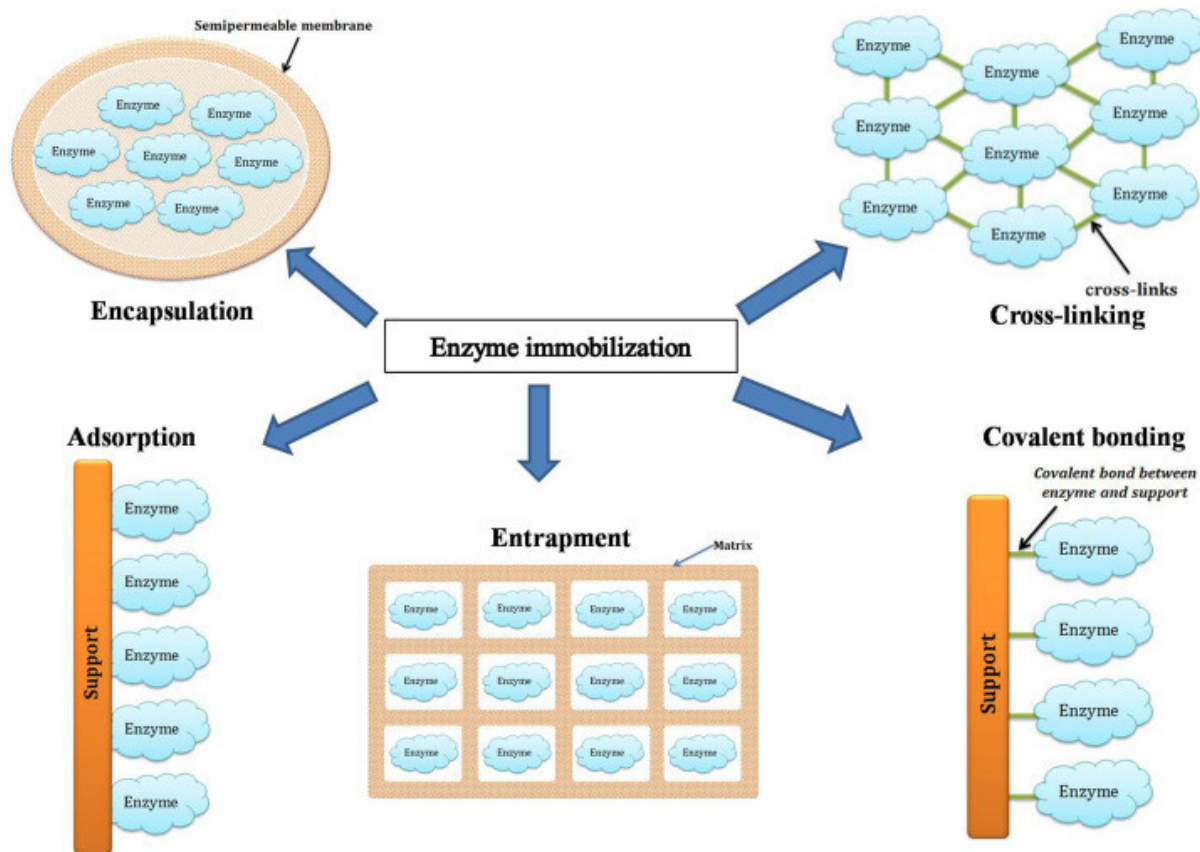 Semipermeable membrane
Enzyme
Enzyme
Enzyme
Enzyme
Enzyme
Enzyme
Enzyme
Encapsulation
Enzyme
Enzyme
Enzyme
Enzyme
Enzyme
Enzyme
Enzyme
Enzyme
Enzyme
cross-links
Cross-linking
Enzyme immobilization
Adsorption
Support
Enzyme
Enzyme
Enzyme
Enzyme
Enzyme
Entrapment
Matrix
Enzyme Enzyme Enzyme Enzyme
Enzyme Enzyme Enzyme Enzyme
Enzyme Enzyme Enzyme Enzyme
Covalent bonding
Covalent bond between
enzyme and support
Support
Enzyme
Enzyme
Enzyme
Enzyme